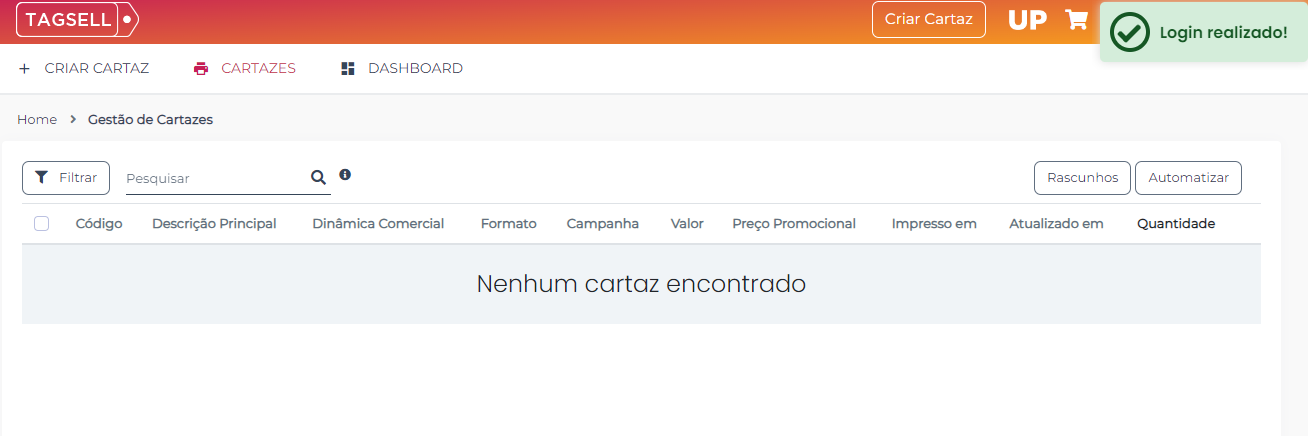 TAGSELL
Criar Cartaz
UP
Login realizado!
CRIAR CARTAZ
CARTAZES
DASHBOARD
Home
Gestão de Cartazes
Filtrar
Pesquisar
Rascunhos
Automatizar
Código Descrição Principal Dinâmica Comercial Formato Campanha Valor Preço Promocional Impresso em Atualizado em Quantidade
Nenhum cartaz encontrado